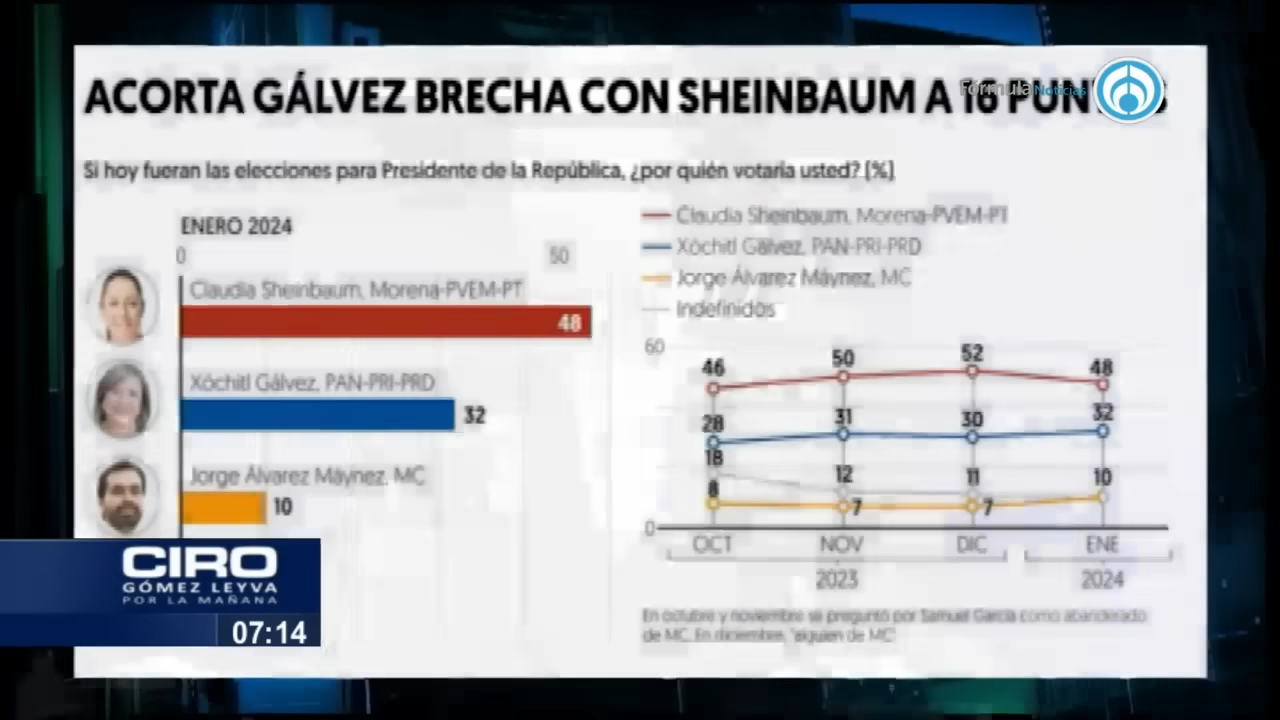 ACORTA GÁLVEZ BRECHA CON SHEINBAUM A 16
Fórmula Noticias
Si hoy fueran las elecciones para Presidente de la República, ¿por quién votaría usted? (%)
ENERO 2024
0 50
Claudia Sheinbaum, Morena-PVEM-PT
48
Xóchitl Gálvez, PAN-PRI-PRD
32
Jorge Álvarez Máynez, MC
10
Claudia Sheinbaum, Morena-PVEM-PT
Xóchitl Gálvez, PAN-PRI-PRD
Jorge Álvarez Máynez, MC
Indefinidos
60
46 50 52 48
28 31 30 32
18 12 11 10
8 7 7
0
OCT NOV DIC ENE
2023 2024
En octubre y noviembre se preguntó por Samuel García como abanderado
de MC. En diciembre, "alguien de MC"
CIRO
GÓMEZ LEYVA
POR LA MAÑANA
07:14